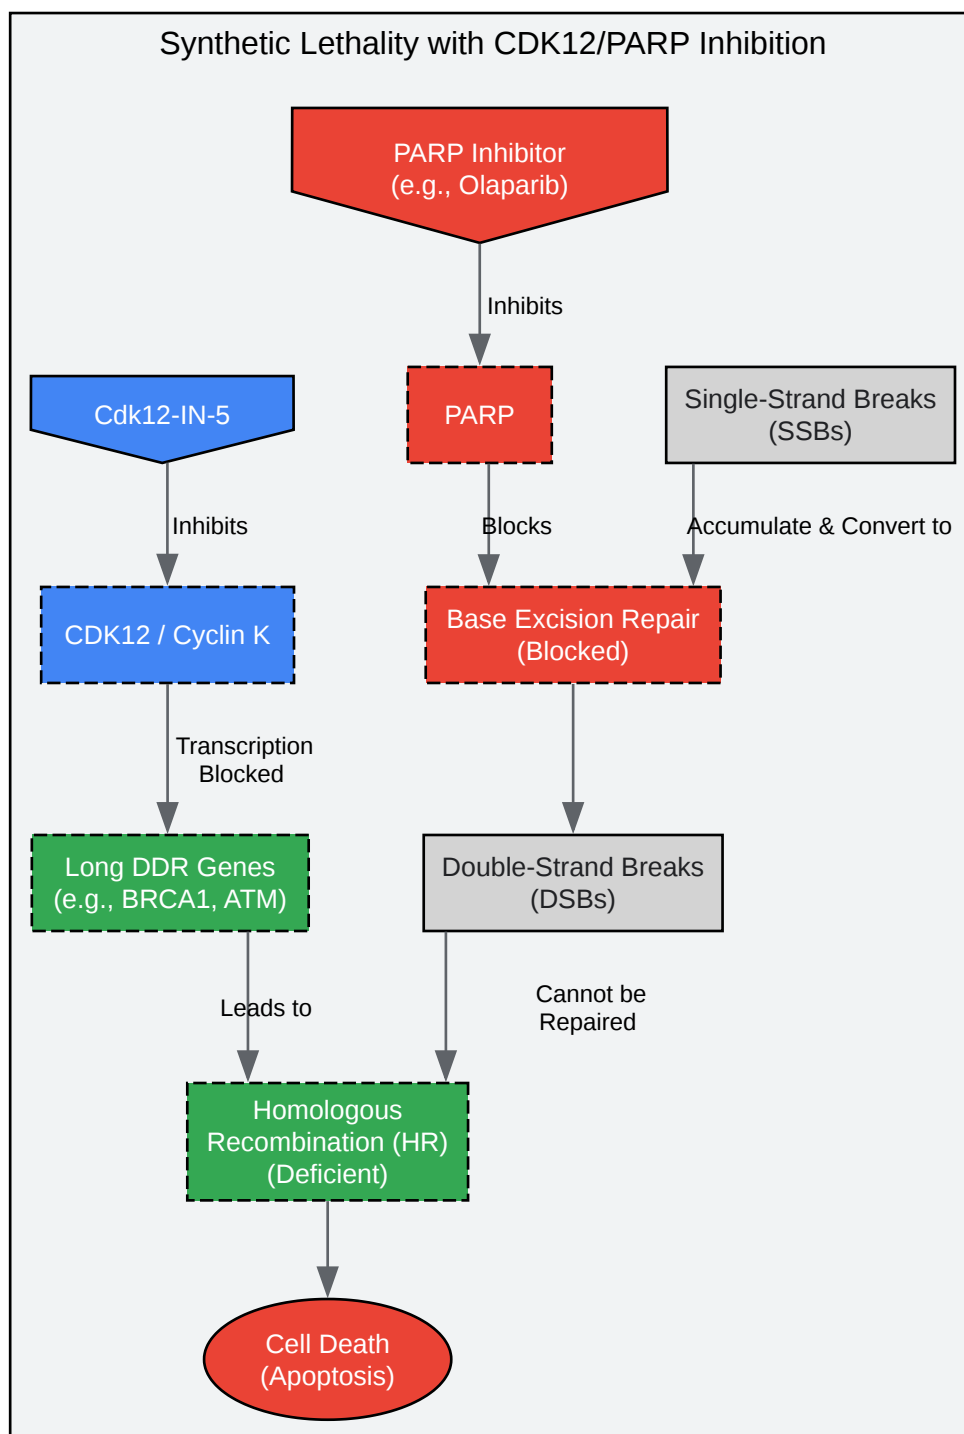 Synthetic Lethality with CDK12/PARP Inhibition
PARP Inhibitor
(e.g., Olaparib)
Inhibits
Cdk12-IN-5
PARP
Single-Strand Breaks
(SSBs)
Inhibits
Blocks
Accumulate & Convert to
CDK12 / Cyclin K
Base Excision Repair
(Blocked)
Transcription
Blocked
Long DDR Genes
(e.g., BRCA1, ATM)
Double-Strand Breaks
(DSBs)
Leads to
Cannot be
Repaired
Homologous
Recombination (HR)
(Deficient)
Cell Death
(Apoptosis)